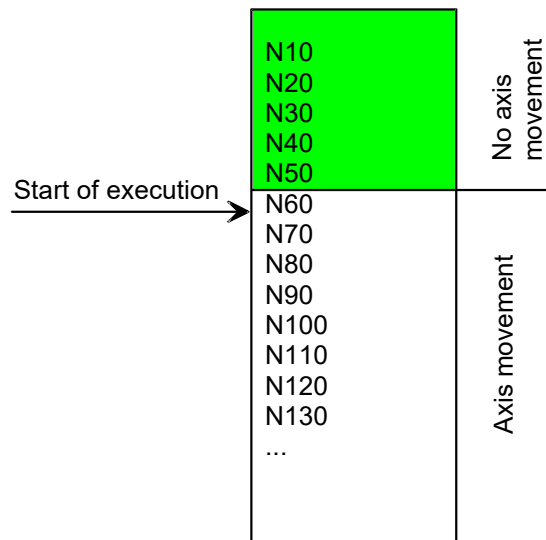 N10
N20
N30
N40
N50
No axis
movement
Start of execution
N60
N70
N80
N90
N100
N110
N120
N130
...
Axis movement